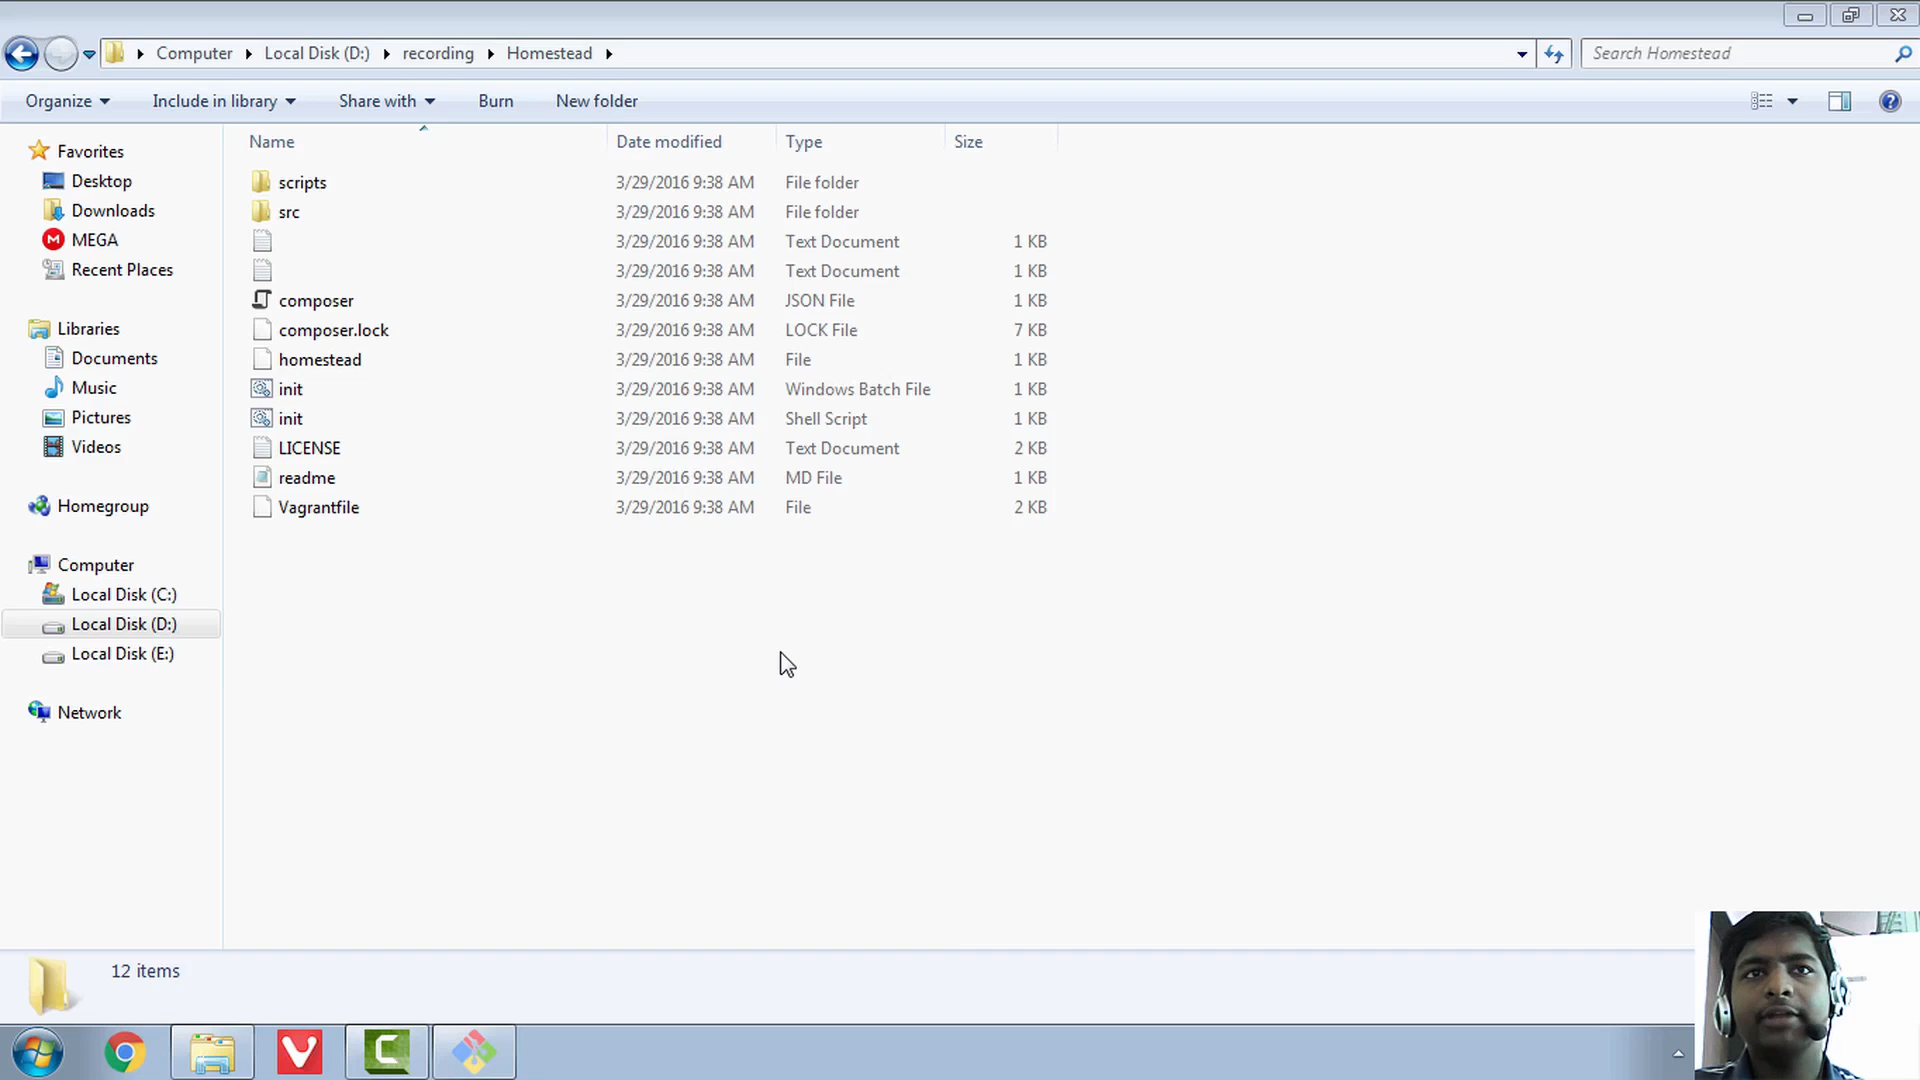 Computer Local Disk (D:) recording Homestead Search Homestead
Organize Include in library Share with Burn New folder
Name Date modified Type Size
Favorites
Desktop
Downloads
MEGA
Recent Places
Libraries
Documents
Music
Pictures
Videos
Homegroup
Computer
Local Disk (C:)
Local Disk (D:)
Local Disk (E:)
Network
scripts 3/29/2016 9:38 AM File folder
src 3/29/2016 9:38 AM File folder
3/29/2016 9:38 AM Text Document 1 KB
3/29/2016 9:38 AM Text Document 1 KB
composer 3/29/2016 9:38 AM JSON File 1 KB
composer.lock 3/29/2016 9:38 AM LOCK File 7 KB
homestead 3/29/2016 9:38 AM File 1 KB
init 3/29/2016 9:38 AM Windows Batch File 1 KB
init 3/29/2016 9:38 AM Shell Script 1 KB
LICENSE 3/29/2016 9:38 AM Text Document 2 KB
readme 3/29/2016 9:38 AM MD File 1 KB
Vagrantfile 3/29/2016 9:38 AM File 2 KB
12 items